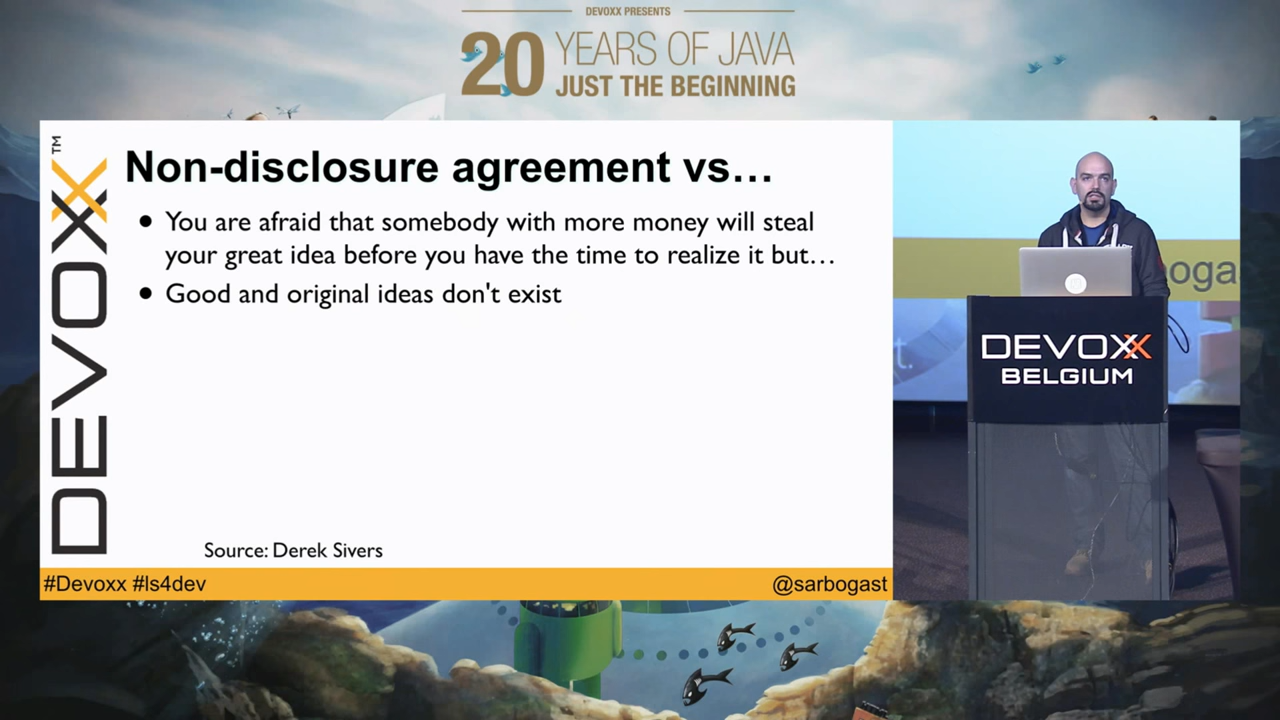 DEVOXX PRESENTS
20 YEARS OF JAVA
JUST THE BEGINNING
DEVOXX™
Non-disclosure agreement vs…
• You are afraid that somebody with more money will steal
your great idea before you have the time to realize it but…
• Good and original ideas don't exist
Source: Derek Sivers
#Devoxx #ls4dev
@sarbogast
oga
t.
DEVOXX
BELGIUM